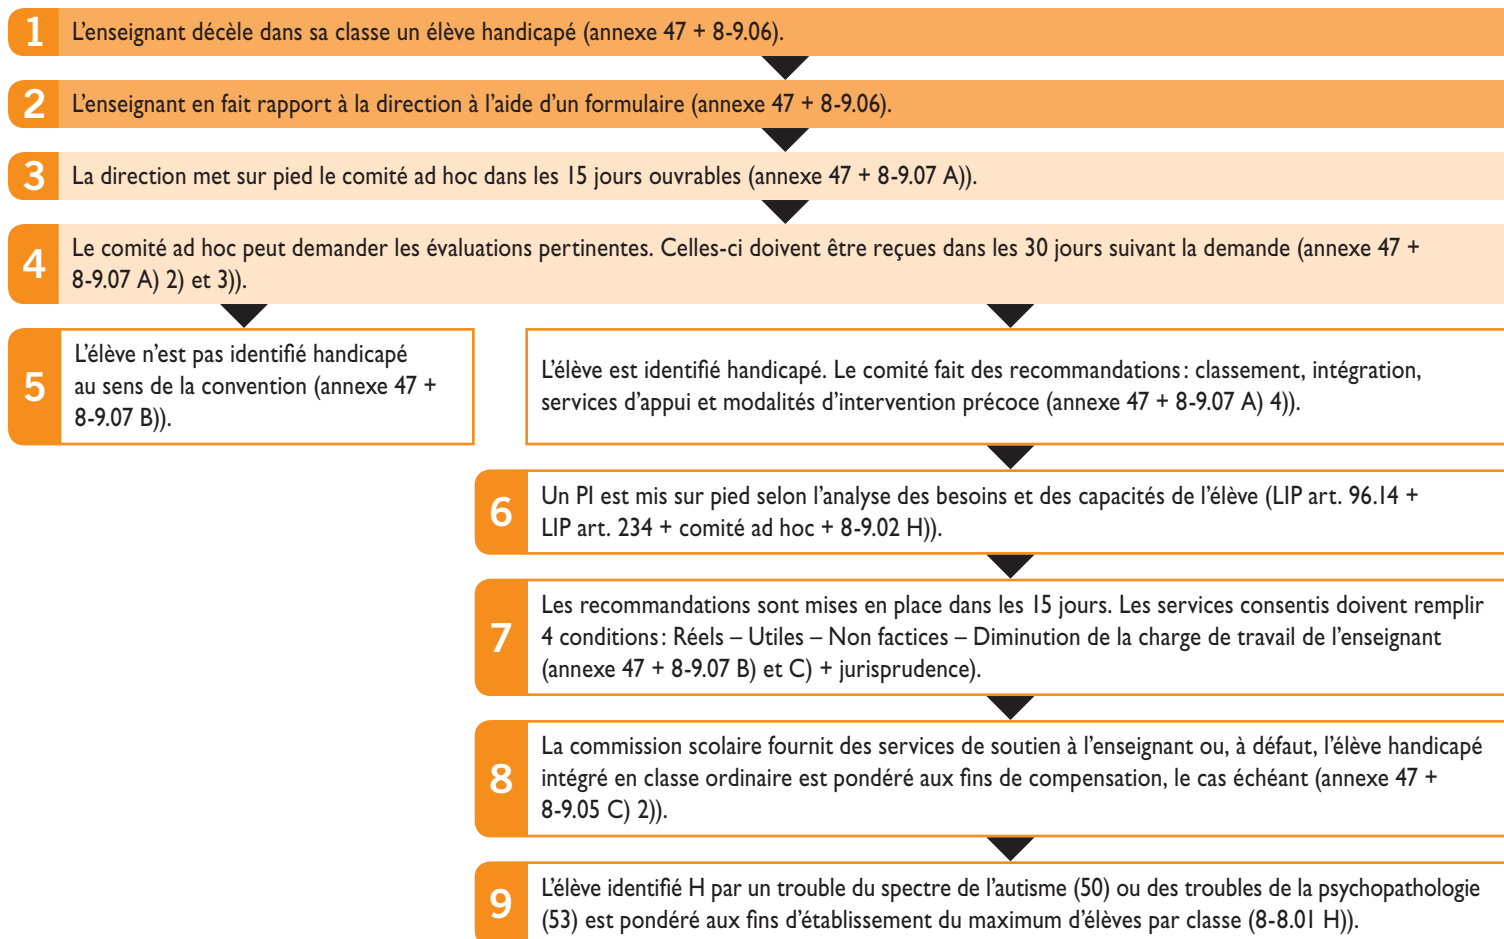 1 L'enseignant décèle dans sa classe un élève handicapé (annexe 47 + 8-9.06).
2 L'enseignant en fait rapport à la direction à l'aide d'un formulaire (annexe 47 + 8-9.06).
3 La direction met sur pied le comité ad hoc dans les 15 jours ouvrables (annexe 47 + 8-9.07 A)).
4 Le comité ad hoc peut demander les évaluations pertinentes. Celles-ci doivent être reçues dans les 30 jours suivant la demande (annexe 47 +
8-9.07 A) 2) et 3)).
5 L'élève n'est pas identifié handicapé
au sens de la convention (annexe 47 +
8-9.07 B)).
L'élève est identifié handicapé. Le comité fait des recommandations : classement, intégration,
services d'appui et modalités d'intervention précoce (annexe 47 + 8-9.07 A) 4)).
6 Un PI est mis sur pied selon l'analyse des besoins et des capacités de l'élève (LIP art. 96.14 +
LIP art. 234 + comité ad hoc + 8-9.02 H)).
7 Les recommandations sont mises en place dans les 15 jours. Les services consentis doivent remplir
4 conditions : Réels – Utiles – Non factices – Diminution de la charge de travail de l'enseignant
(annexe 47 + 8-9.07 B) et C) + jurisprudence).
8 La commission scolaire fournit des services de soutien à l'enseignant ou, à défaut, l'élève handicapé
intégré en classe ordinaire est pondéré aux fins de compensation, le cas échéant (annexe 47 +
8-9.05 C) 2)).
9 L'élève identifié H par un trouble du spectre de l'autisme (50) ou des troubles de la psychopathologie
(53) est pondéré aux fins d'établissement du maximum d'élèves par classe (8-8.01 H)).